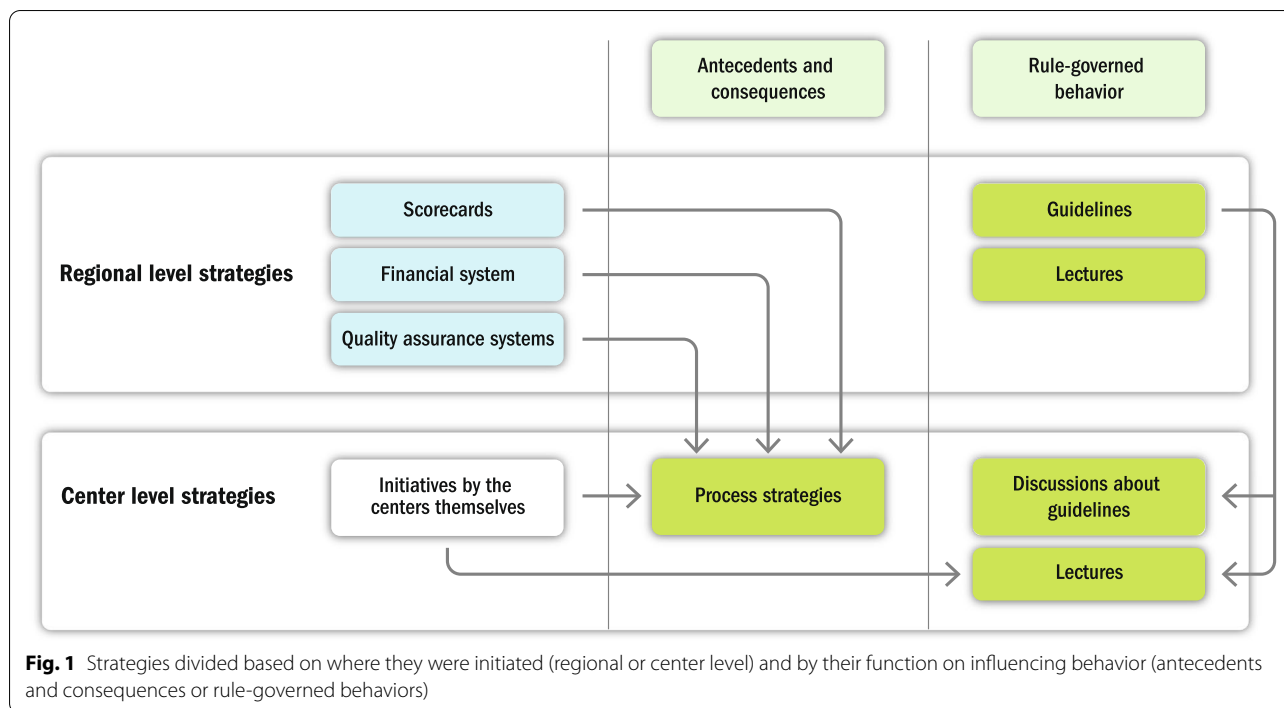 Antecedents and
consequences
Rule-governed
behavior
Regional level strategies
Scorecards
Financial system
Quality assurance systems
Guidelines
Lectures
Center level strategies
Initiatives by the
centers themselves
Process strategies
Discussions about
guidelines
Lectures
Fig. 1 Strategies divided based on where they were initiated (regional or center level) and by their function on influencing behavior (antecedents
and consequences or rule-governed behaviors)